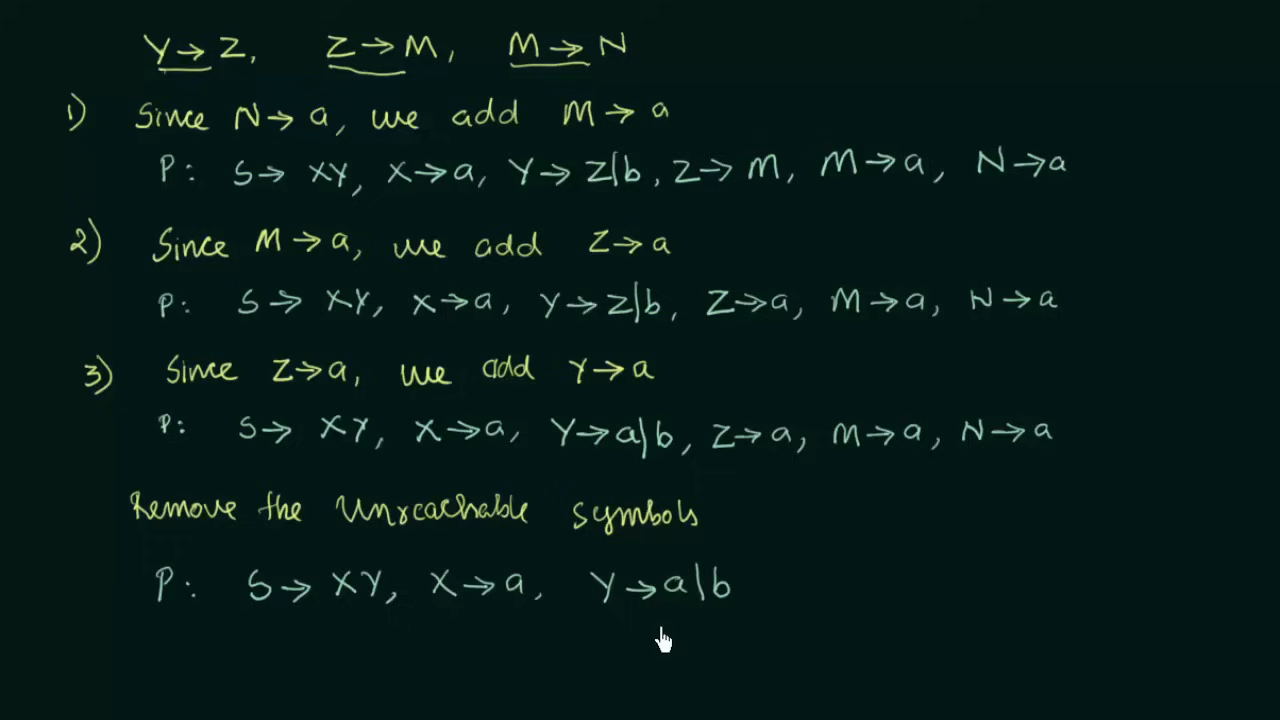 Y→Z, Z→M, M→N
1) Since N→a, we add M→a
P: S→XY, X→a, Y→Z|b, Z→M, M→a, N→a
2) Since M→a, we add Z→a
P: S→XY, X→a, Y→Z|b, Z→a, M→a, N→a
3) Since Z→a, we add Y→a
P: S→XY, X→a, Y→a|b, Z→a, M→a, N→a
Remove the Unreachable symbols
P: S→XY, X→a, Y→a|b